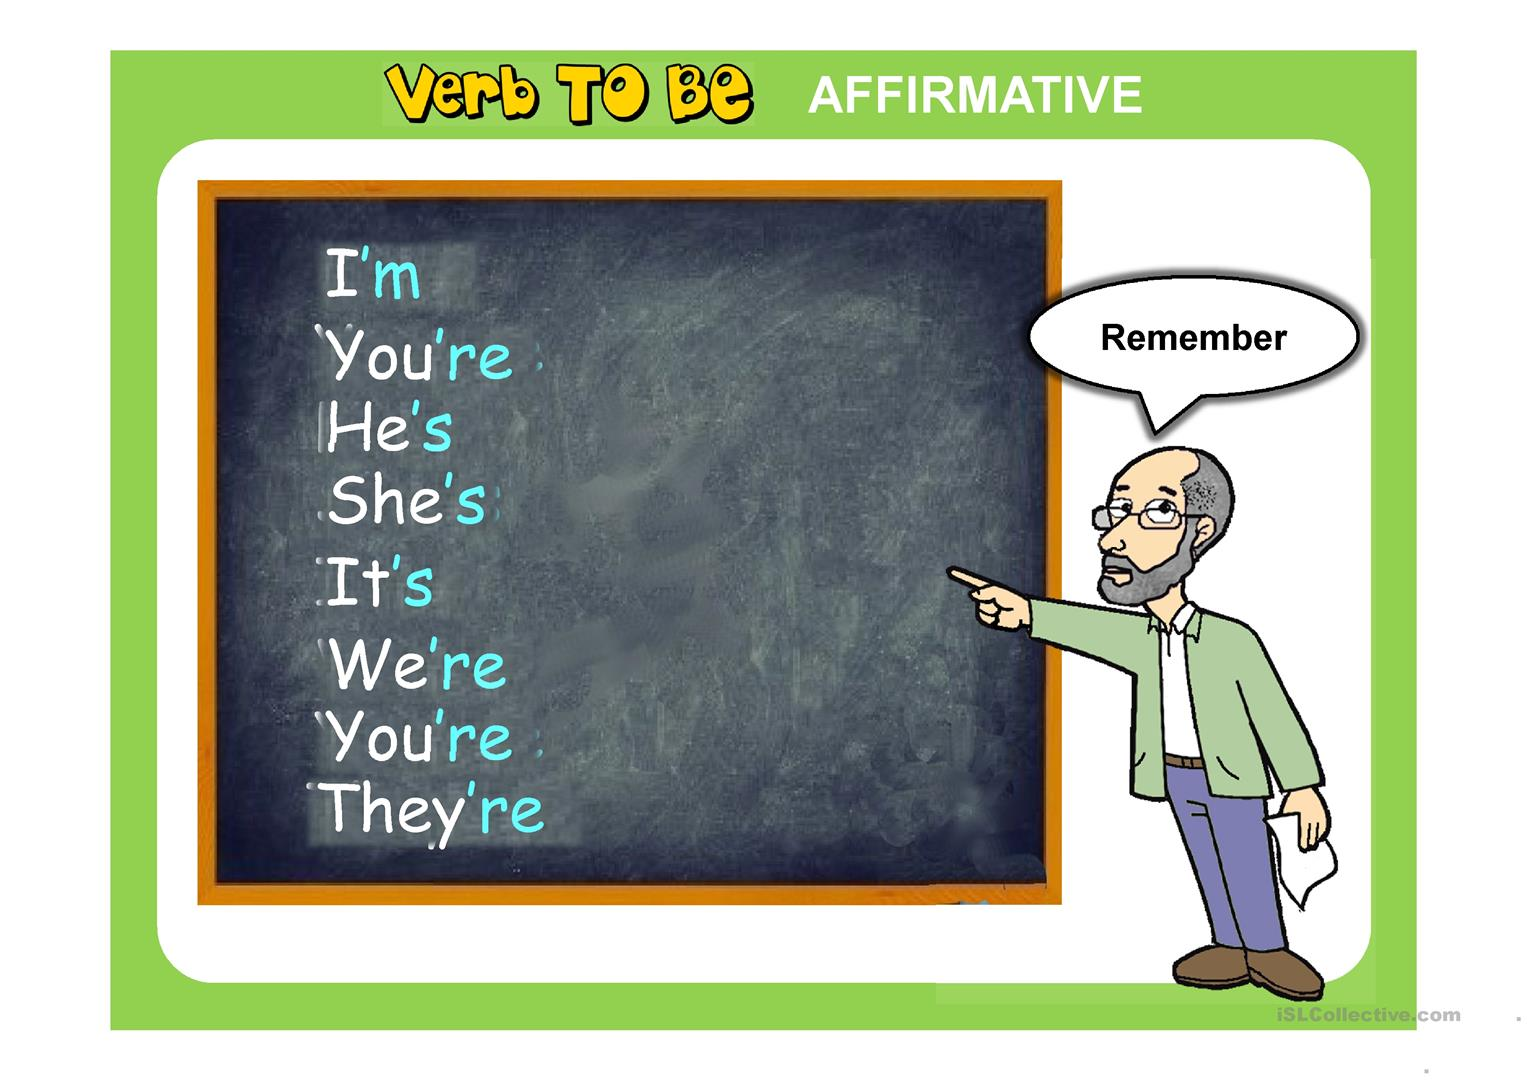 Verb TO BE AFFIRMATIVE
I'm
You're
He's
She's
It's
We're
You're
They're
Remember
iSLCollective.com